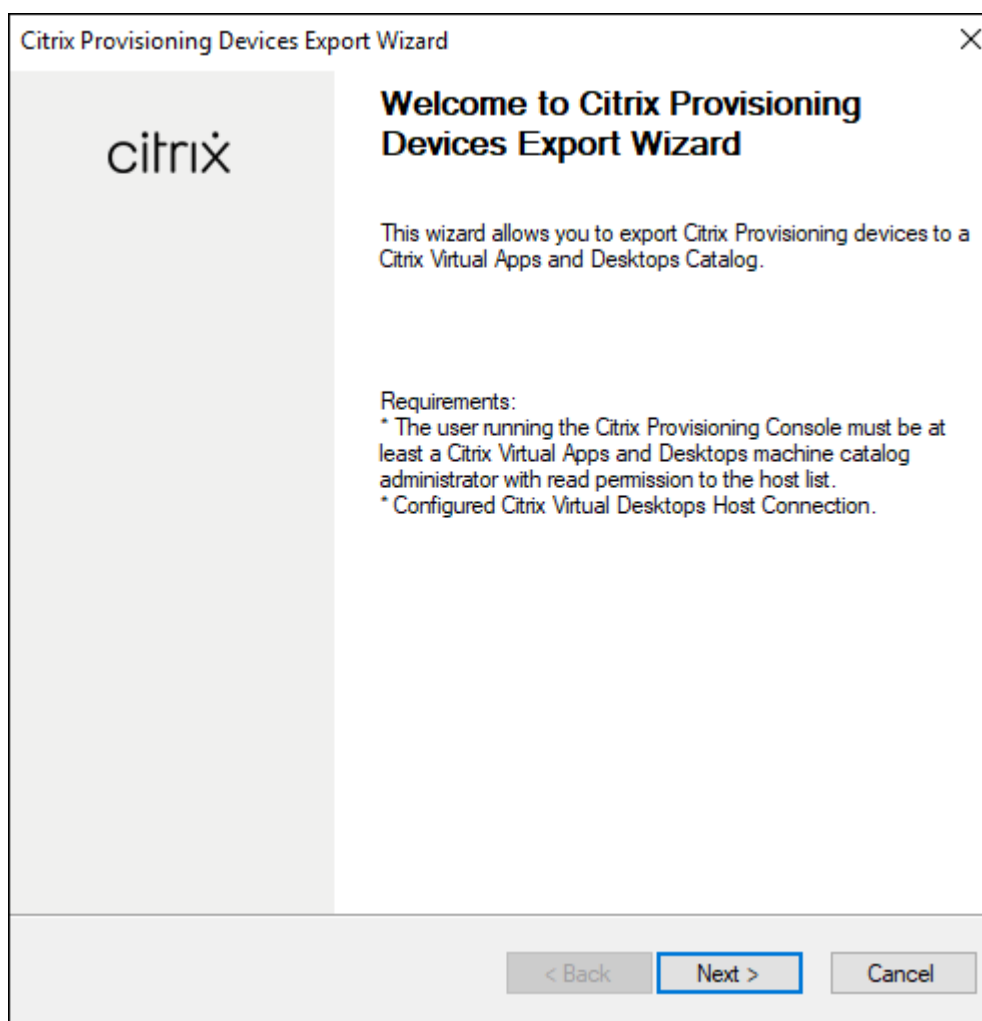 Citrix Provisioning Devices Export Wizard
citrix
Welcome to Citrix Provisioning
Devices Export Wizard
This wizard allows you to export Citrix Provisioning devices to a
Citrix Virtual Apps and Desktops Catalog.
Requirements:
* The user running the Citrix Provisioning Console must be at
least a Citrix Virtual Apps and Desktops machine catalog
administrator with read permission to the host list.
* Configured Citrix Virtual Desktops Host Connection.
< Back
Next >
Cancel